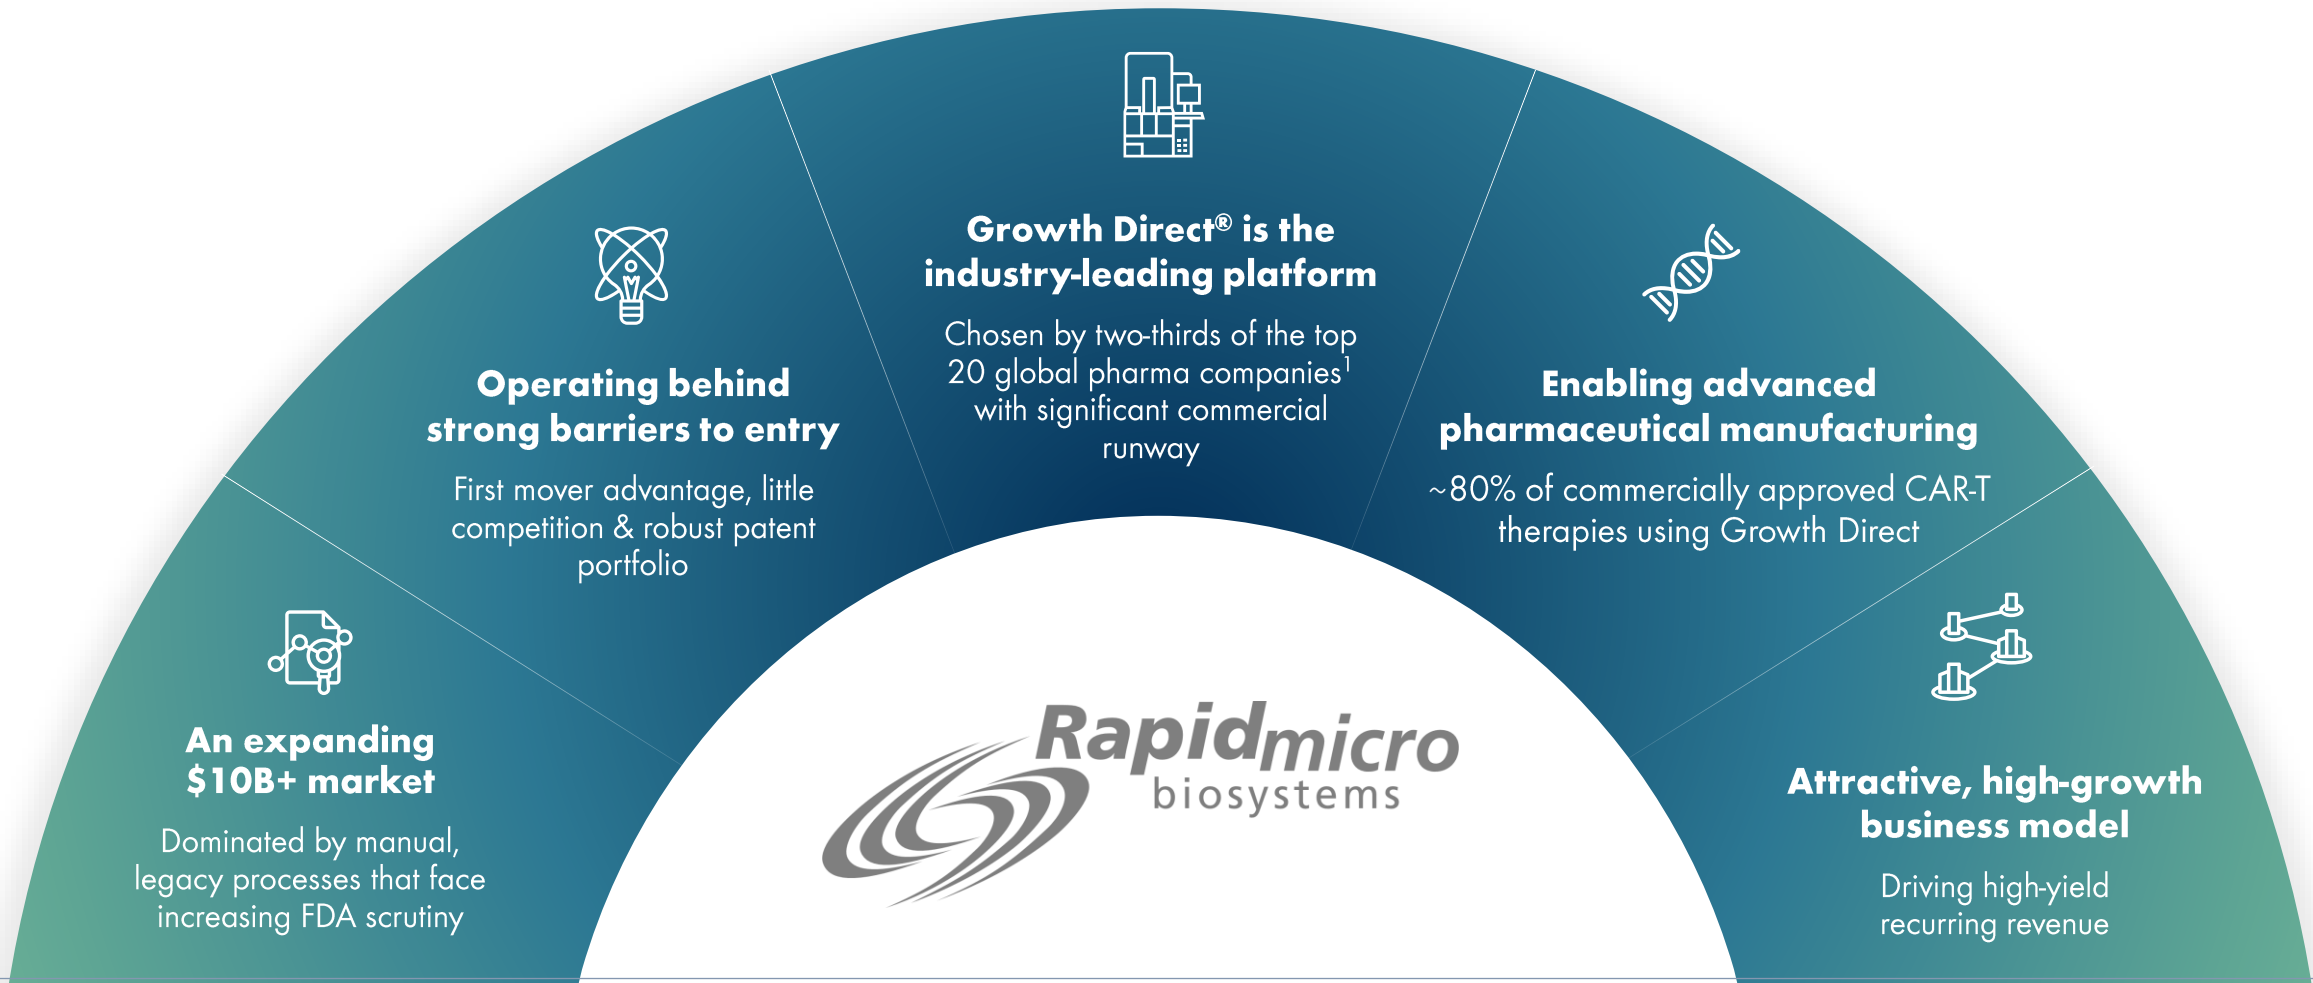 An expanding
$10B+ market
Dominated by manual,
legacy processes that face
increasing FDA scrutiny
Operating behind
strong barriers to entry
First mover advantage, little
competition & robust patent
portfolio
Growth Direct® is the
industry-leading platform
Chosen by two-thirds of the top
20 global pharma companies¹
with significant commercial
runway
Enabling advanced
pharmaceutical manufacturing
~80% of commercially approved CAR-T
therapies using Growth Direct
Attractive, high-growth
business model
Driving high-yield
recurring revenue
Rapidmicro
biosystems